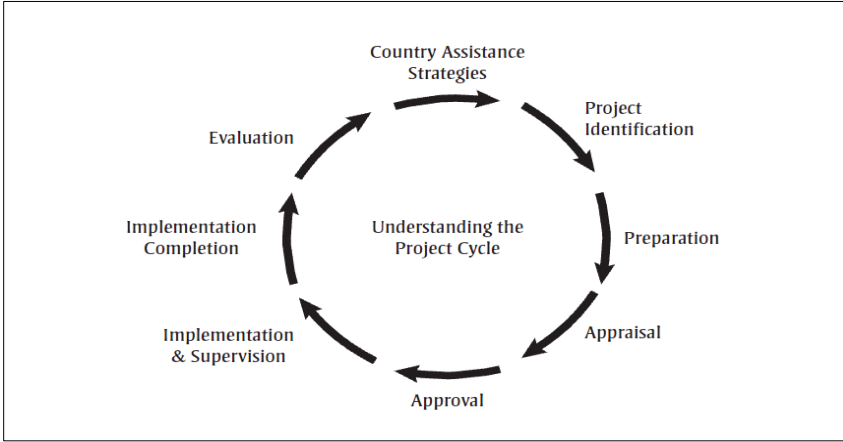 Country Assistance
Strategies
Project
Identification
Preparation
Appraisal
Approval
Implementation
& Supervision
Implementation
Completion
Evaluation
Understanding the
Project Cycle